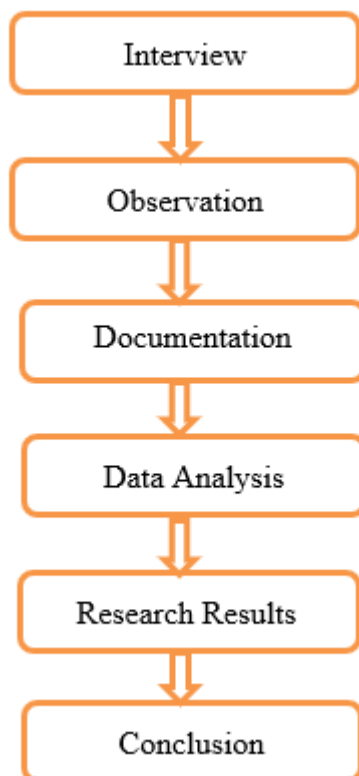 Interview
Observation
Documentation
Data Analysis
Research Results
Conclusion